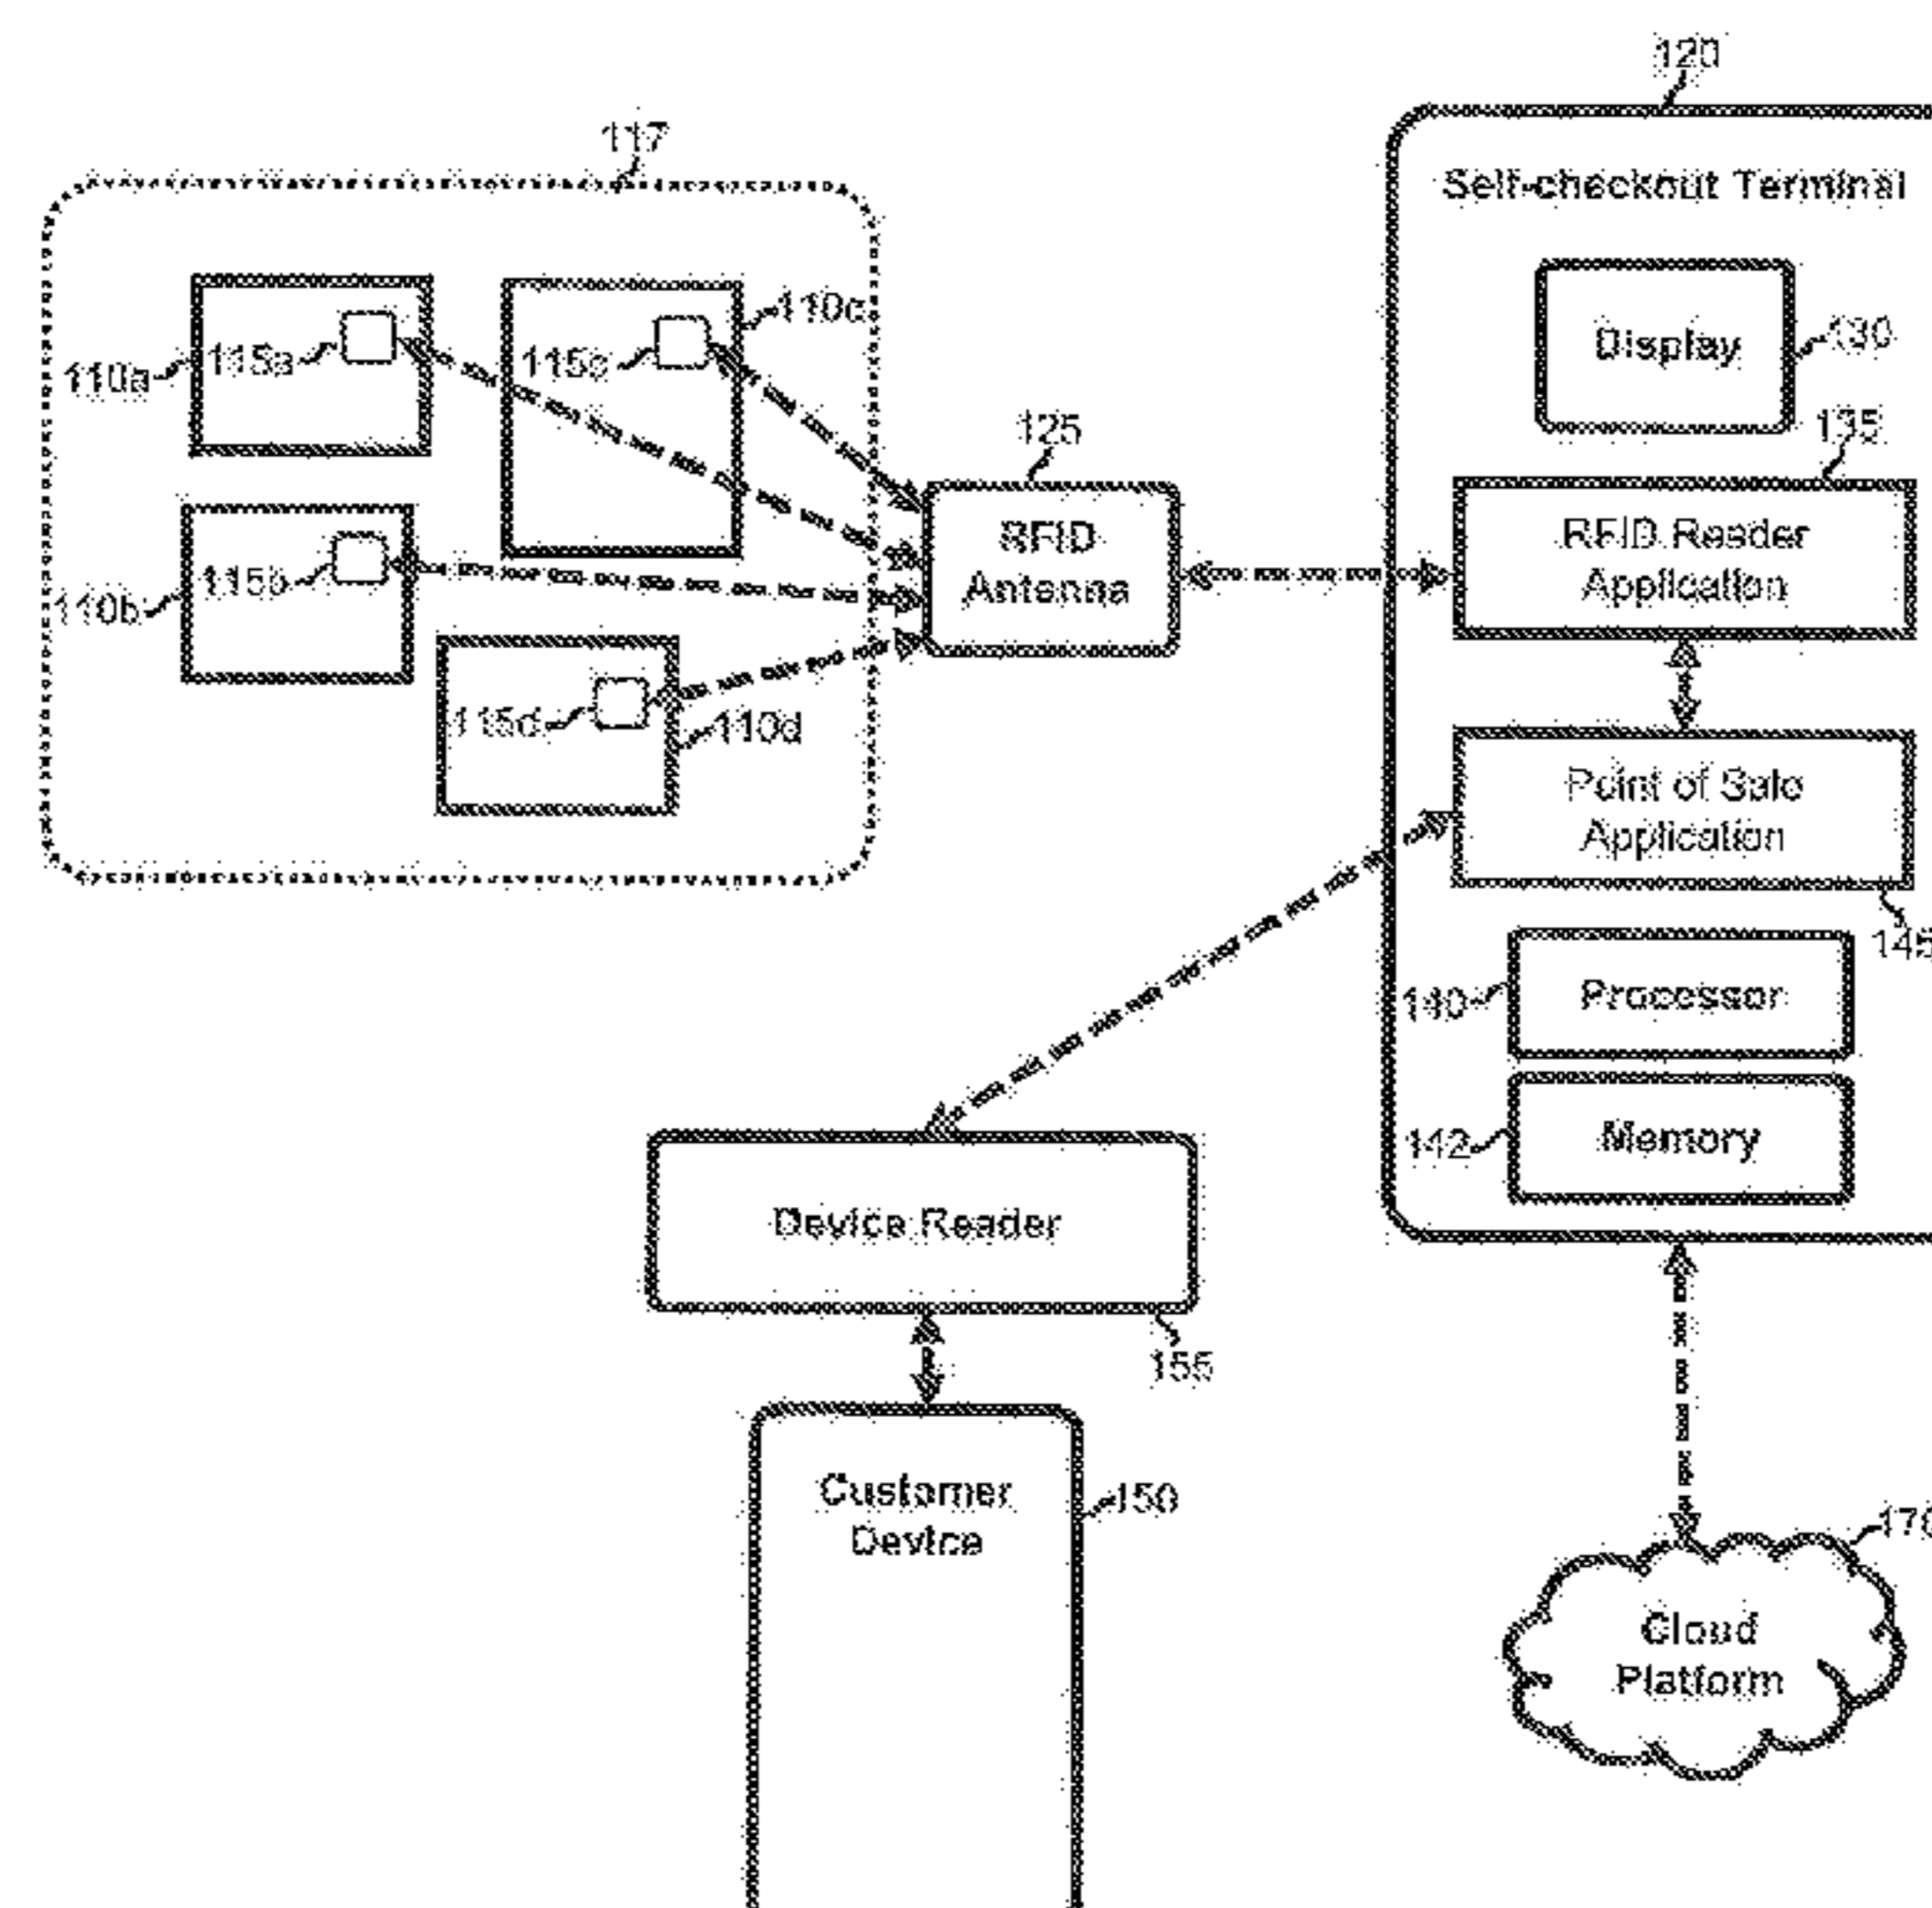 120
117
Self-checkout Terminal
110a
115a
115c
110c
Display
130
125
135
RFID
Antenna
RFID Reader
Application
110b
115b
115d
110d
Point of Sale
Application
145
140
Processor
142
Memory
Device Reader
155
Customer
Device
150
170
Cloud
Platform